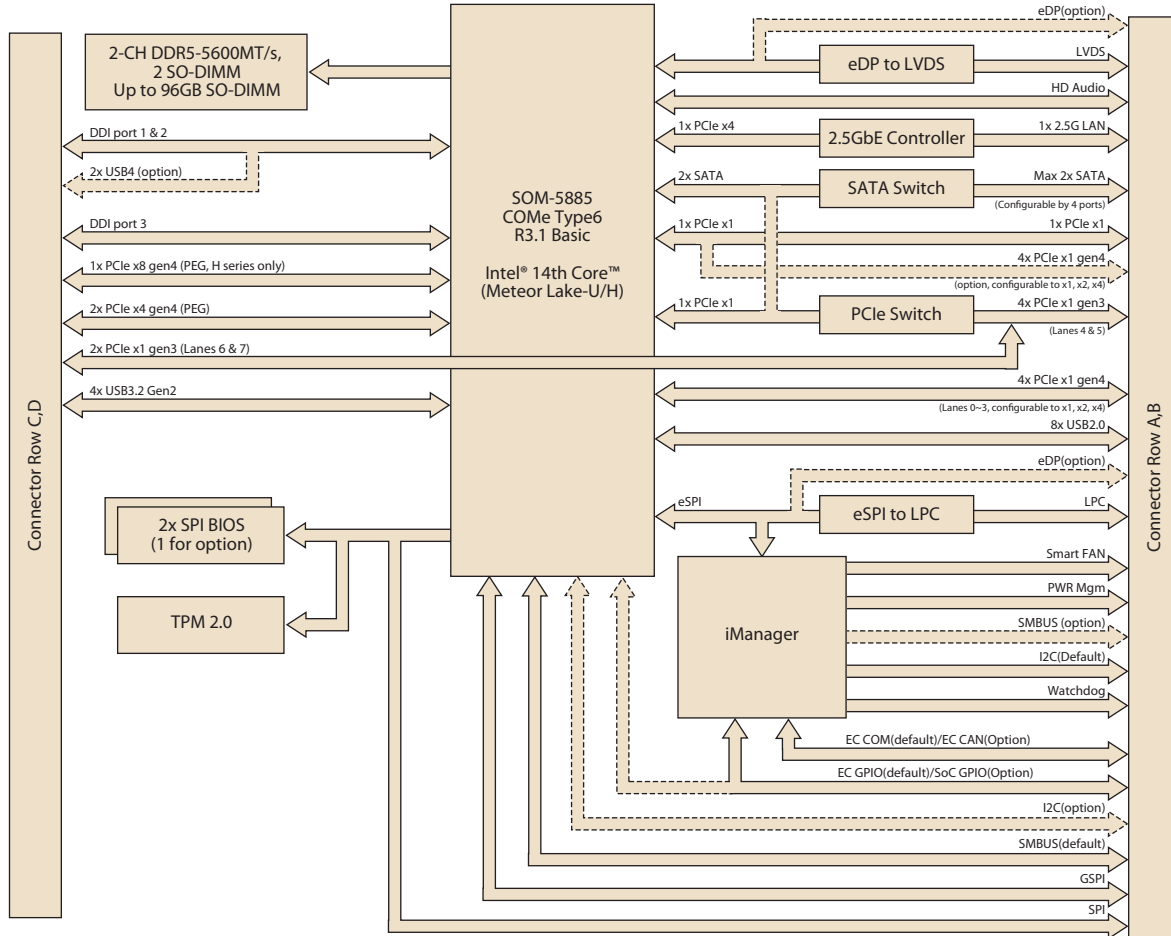 eDP(option)
2-CH DDR5-5600MT/s,
2 SO-DIMM
Up to 96GB SO-DIMM
eDP to LVDS
LVDS
HD Audio
DDI port 1 & 2
1x PCIe x4
2.5GbE Controller
1x 2.5G LAN
2x USB4 (option)
2x SATA
SATA Switch
Max 2x SATA
(Configurable by 4 ports)
SOM-5885
COMe Type6
R3.1 Basic
Intel® 14th Core™
(Meteor Lake-U/H)
DDI port 3
1x PCIe x1
1x PCIe x1
1x PCIe x8 gen4 (PEG, H series only)
4x PCIe x1 gen4
(option, configurable to x1, x2, x4)
2x PCIe x4 gen4 (PEG)
1x PCIe x1
PCIe Switch
4x PCIe x1 gen3
(Lanes 4 & 5)
2x PCIe x1 gen3 (Lanes 6 & 7)
4x USB3.2 Gen2
4x PCIe x1 gen4
(Lanes 0~3, configurable to x1, x2, x4)
8x USB2.0
Connector Row C,D
Connector Row A,B
eDP(option)
2x SPI BIOS
(1 for option)
eSPI
eSPI to LPC
LPC
Smart FAN
PWR Mgm
TPM 2.0
iManager
SMBUS (option)
I2C(Default)
Watchdog
EC COM(default)/EC CAN(Option)
EC GPIO(default)/SoC GPIO(Option)
I2C(option)
SMBUS(default)
GSPI
SPI